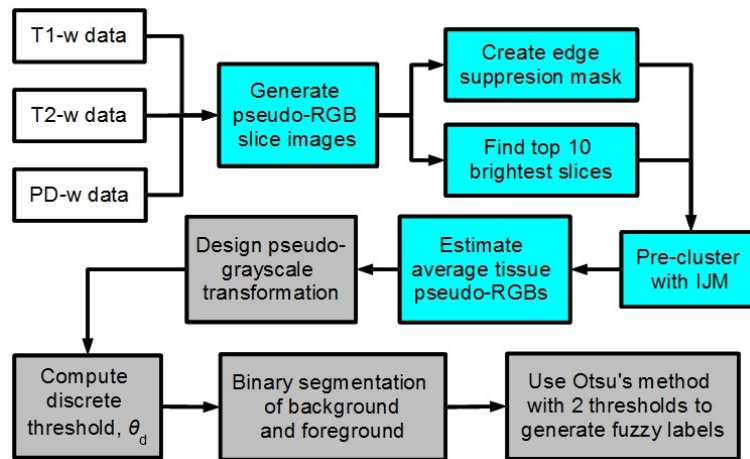 T1-w data
T2-w data
PD-w data
Generate
pseudo-RGB
slice images
Create edge
suppresion mask
Find top 10
brightest slices
Pre-cluster
with IJM
Estimate
average tissue
pseudo-RGBs
Design pseudo-
grayscale
transformation
Compute
discrete
threshold, θd
Binary segmentation
of background
and foreground
Use Otsu's method
with 2 thresholds to
generate fuzzy labels